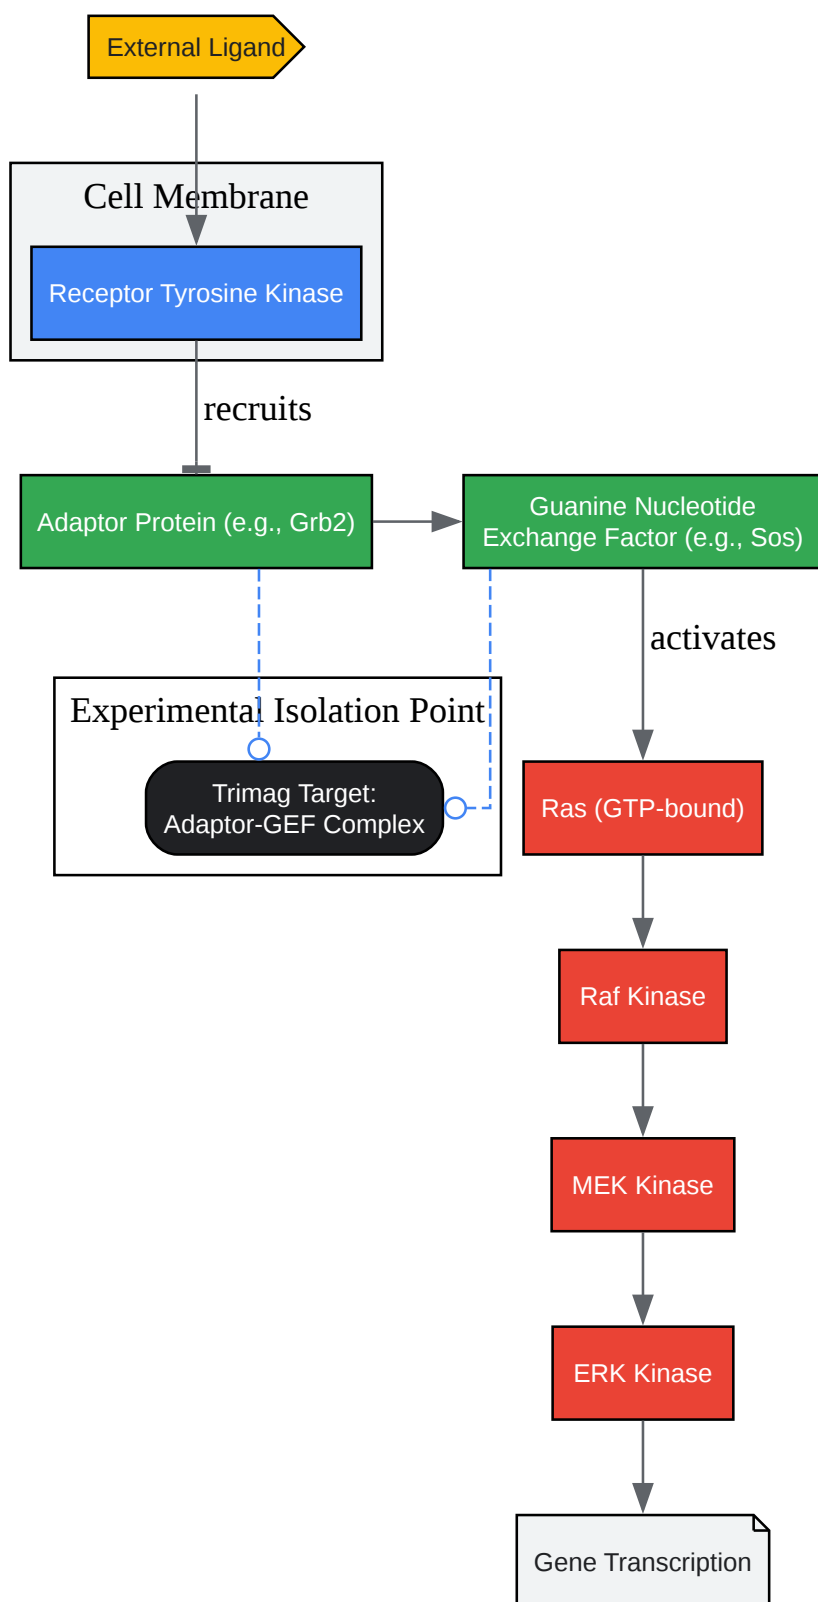 External Ligand
Cell Membrane
Receptor Tyrosine Kinase
recruits
Adaptor Protein (e.g., Grb2)
Guanine Nucleotide
Exchange Factor (e.g., Sos)
activates
Experimental Isolation Point
Trimag Target:
Adaptor-GEF Complex
Ras (GTP-bound)
Raf Kinase
MEK Kinase
ERK Kinase
Gene Transcription